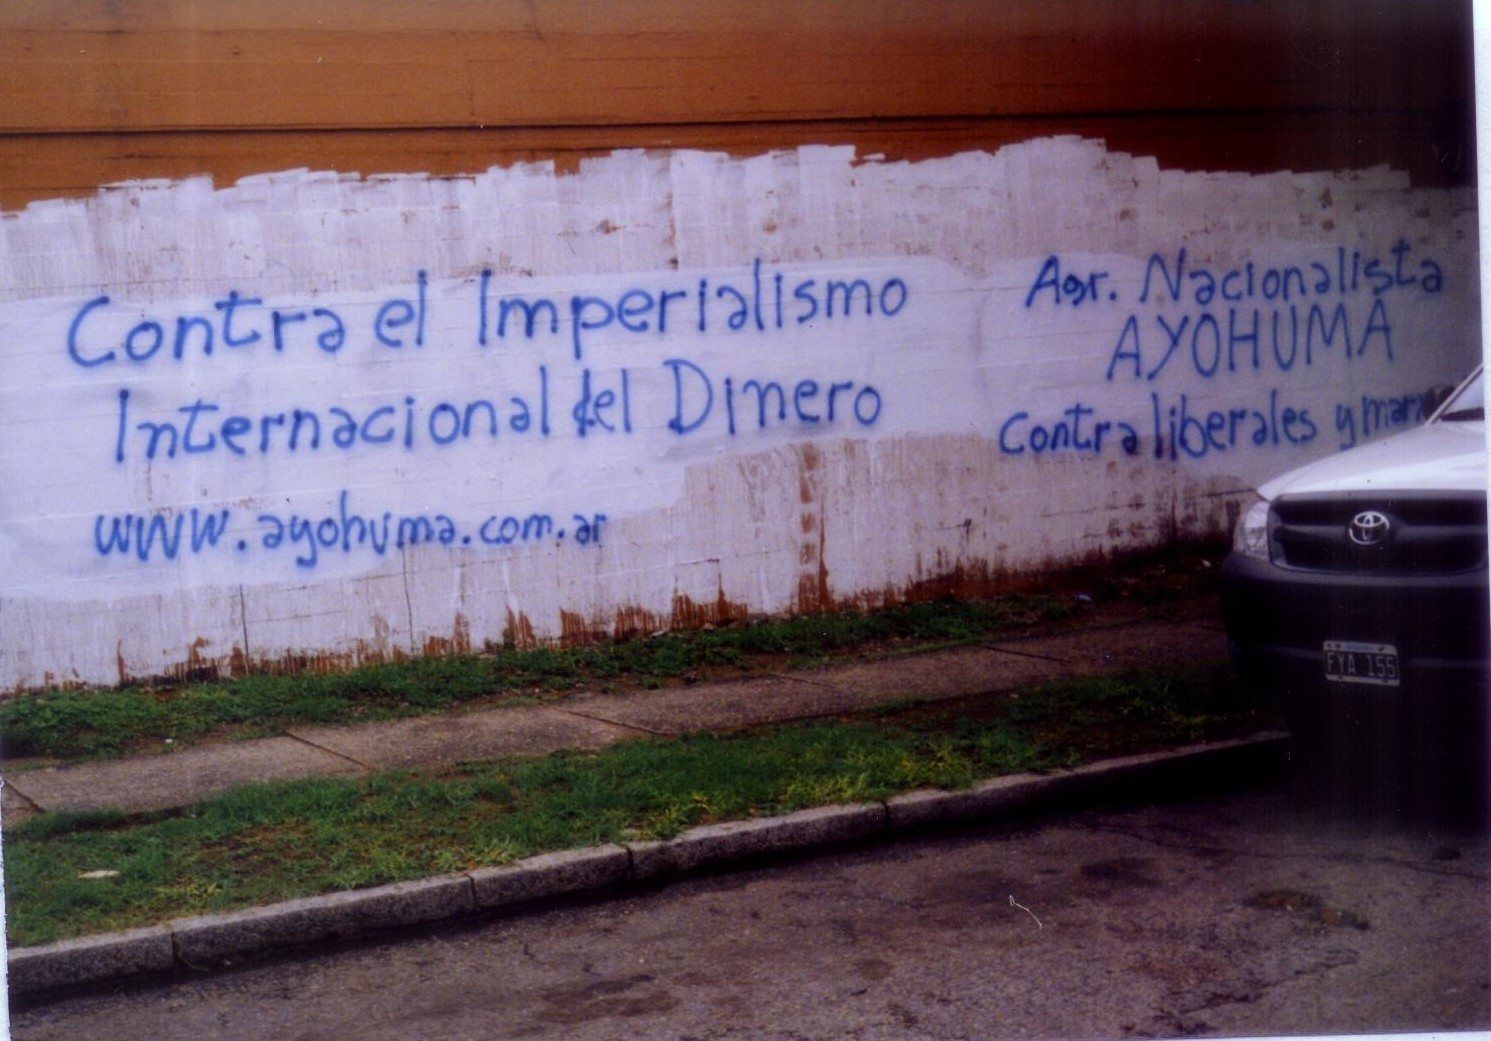 Contra el Imperialismo
Internacional del Dinero
www.ayohuma.com.ar
Agr. Nacionalista
AYOHUMA
contra liberales y
FYA 155